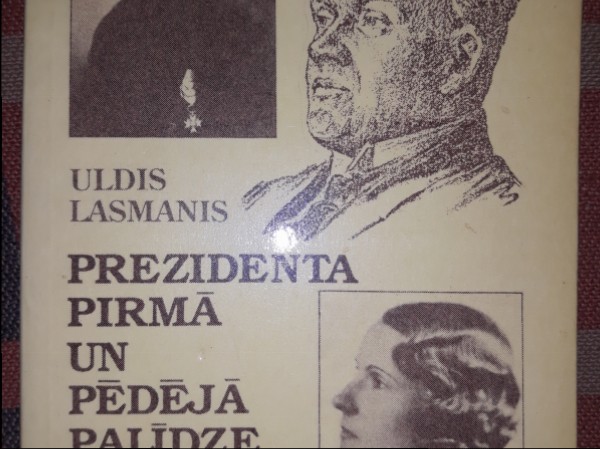 ULDIS
LASMANIS
PREZIDENTA
PIRMĀ
UN
PĒDĒJĀ
PALĪDZE